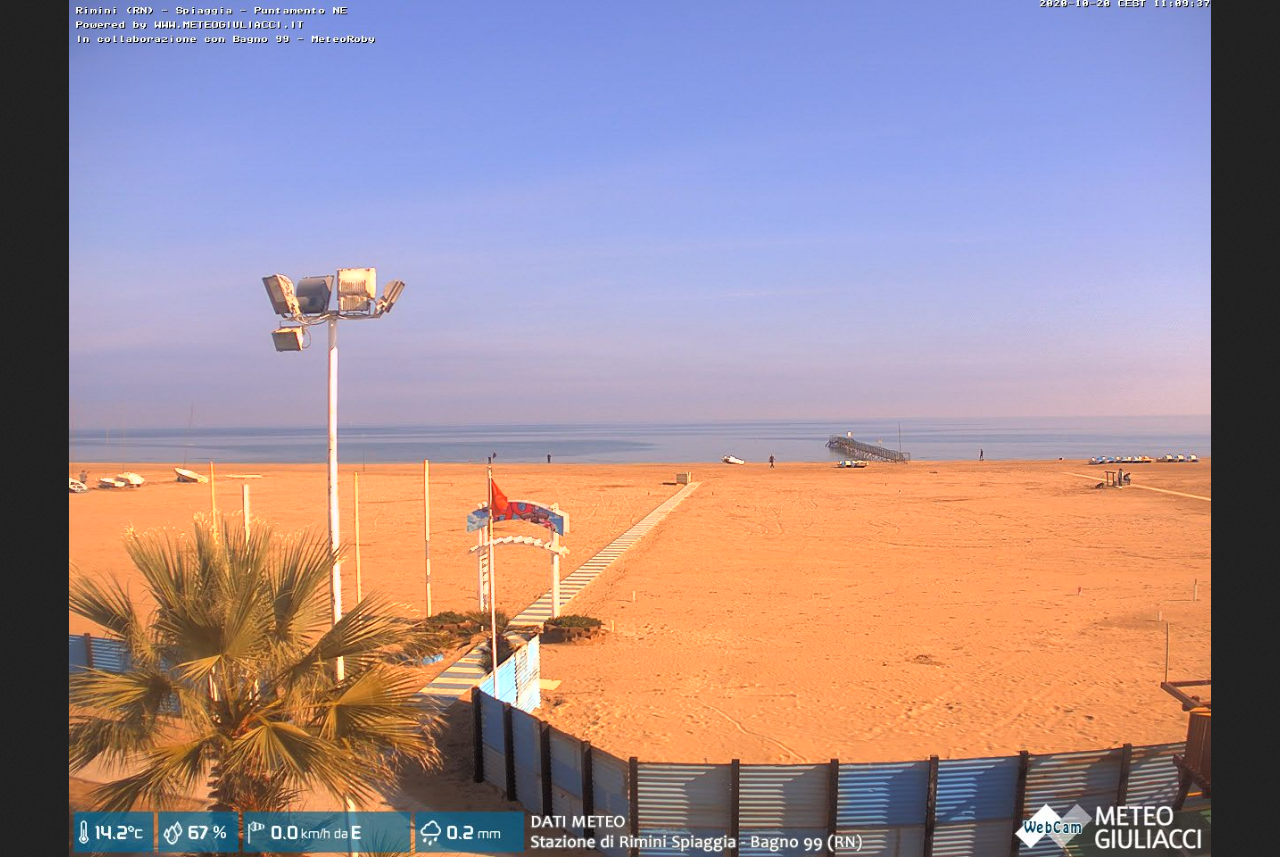 Rimini (RN) - Spiaggia - Puntamento NE
Powered by WWW.METEOGIULIACCI.IT
In collaborazione con Bagno 99 - MeteoRoby
2020-10-20 CEST 11:09:37
14.2°C 67 % 0.0 km/h da E 0.2 mm
DATI METEO
Stazione di Rimini Spiaggia - Bagno 99 (RN)
WebCam
METEO
GIULIACCI